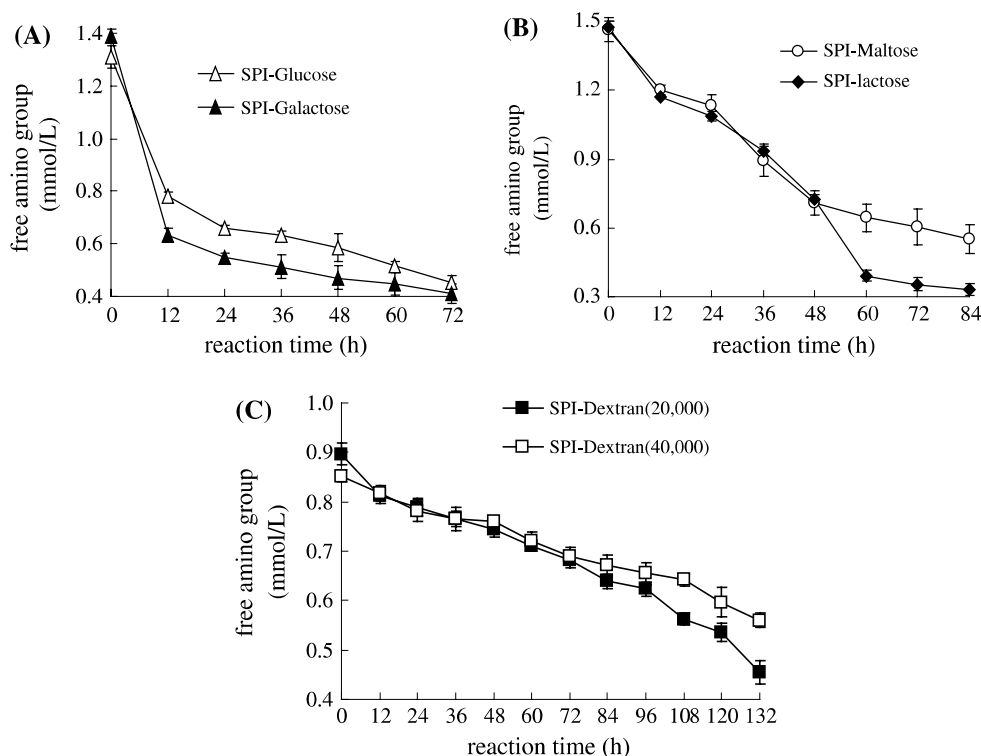 (A)
SPI-Glucose
SPI-Galactose
free amino group
(mmol/L)
1.4
1.2
1.0
0.8
0.6
0.4
0 12 24 36 48 60 72
reaction time (h)
(B)
SPI-Maltose
SPI-lactose
free amino group
(mmol/L)
1.5
1.2
0.9
0.6
0.3
0 12 24 36 48 60 72 84
reaction time (h)
(C)
SPI-Dextran(20,000)
SPI-Dextran(40,000)
free amino group
(mmol/L)
1.0
0.9
0.8
0.7
0.6
0.5
0.4
0 12 24 36 48 60 72 84 96 108 120 132
reaction time (h)